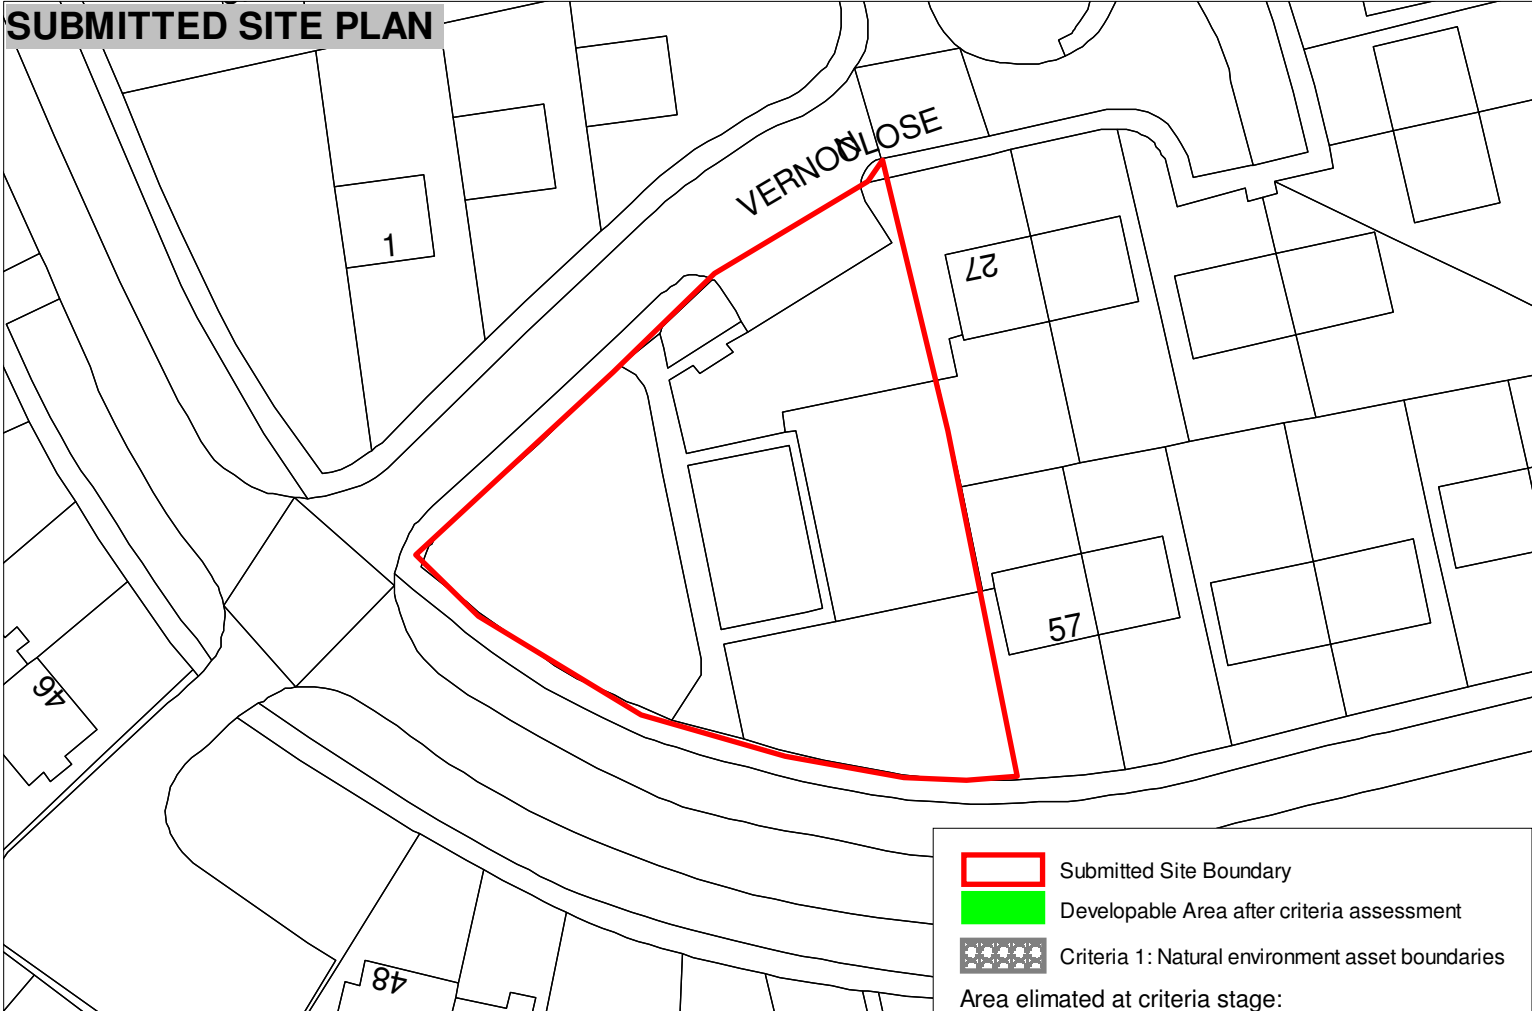 SUBMITTED SITE PLAN
VERNON CLOSE
1
27
57
46
48
Submitted Site Boundary
Developable Area after criteria assessment
Criteria 1: Natural environment asset boundaries
Area elimated at criteria stage: